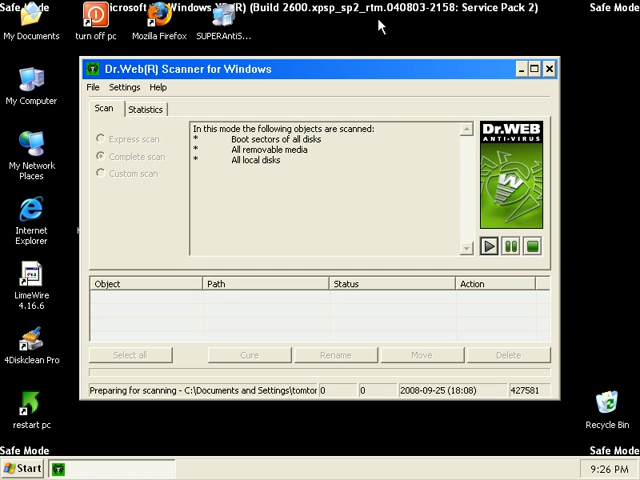 Safe Mode
Microsoft Windows XP (R) (Build 2600.xpsp_sp2_rtm.040803-2158: Service Pack 2)
Safe Mode
My Documents
turn off pc
Mozilla Firefox
SUPERAntiS...
My Computer
My Network
Places
Internet
Explorer
LimeWire
4.16.6
4Diskclean Pro
restart pc
Recycle Bin
Dr.Web(R) Scanner for Windows
File Settings Help
Scan Statistics
Express scan
Complete scan
Custom scan
In this mode the following objects are scanned:
* Boot sectors of all disks
* All removable media
* All local disks
Dr.WEB
ANTI-VIRUS
Object Path Status Action
Select all Cure Rename Move Delete
Preparing for scanning - C:\Documents and Settings\tomtor 0 0 2008-09-25 (18:08) 427581
Safe Mode
Safe Mode
Start
9:26 PM